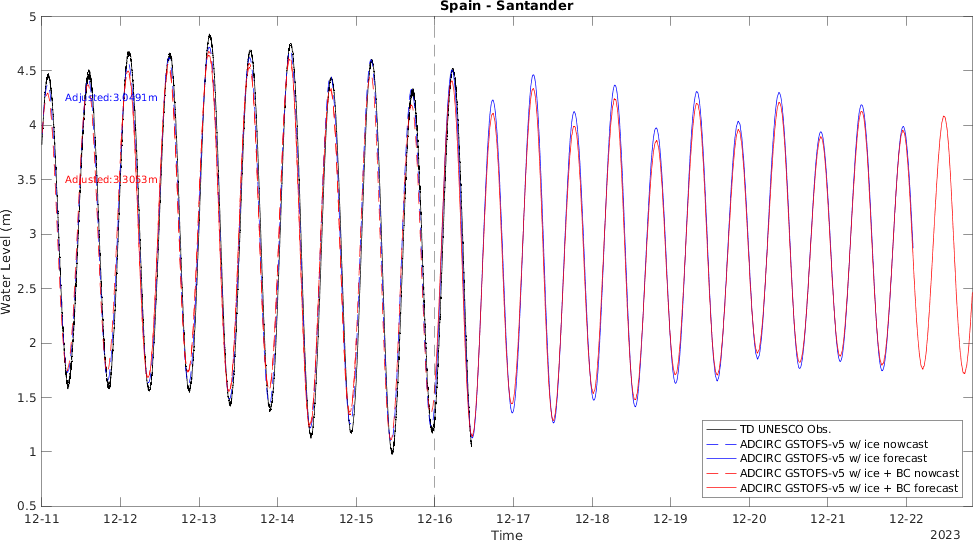 Spain - Santander
5
4.5
4
3.5
3
2.5
2
1.5
1
0.5
Water Level (m)
Adjusted:3.0491m
Adjusted:3.3053m
TD UNESCO Obs.
ADCIRC GSTOFS-v5 w/ ice nowcast
ADCIRC GSTOFS-v5 w/ ice forecast
ADCIRC GSTOFS-v5 w/ ice + BC nowcast
ADCIRC GSTOFS-v5 w/ ice + BC forecast
12-11 12-12 12-13 12-14 12-15 12-16 12-17 12-18 12-19 12-20 12-21 12-22
Time
2023